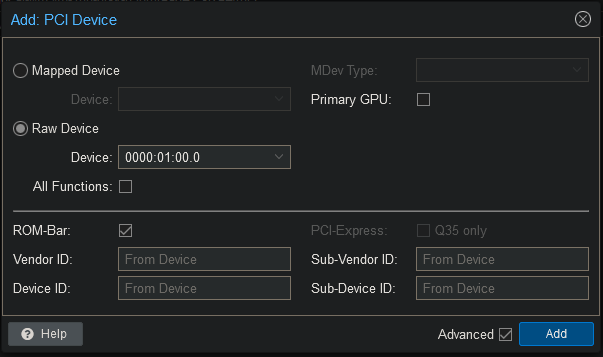 Add: PCI Device
Mapped Device
MDev Type:
Device:
Primary GPU:
Raw Device
Device: 0000:01:00.0
All Functions:
ROM-Bar:
PCI-Express: Q35 only
Vendor ID: From Device
Sub-Vendor ID: From Device
Device ID: From Device
Sub-Device ID: From Device
? Help
Advanced
Add